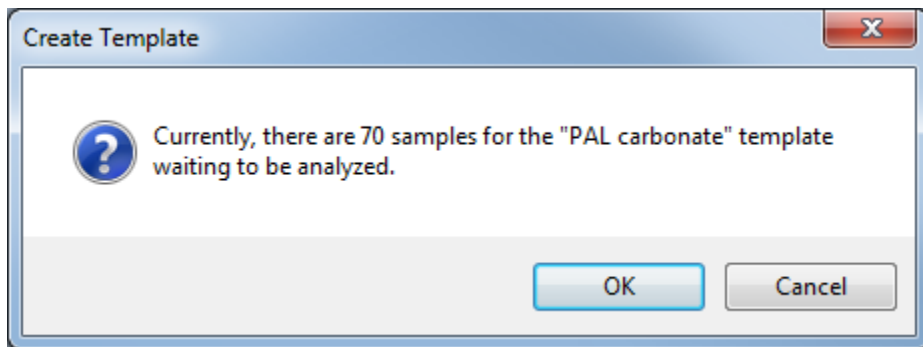 Create Template
Currently, there are 70 samples for the "PAL carbonate" template
waiting to be analyzed.
OK
Cancel